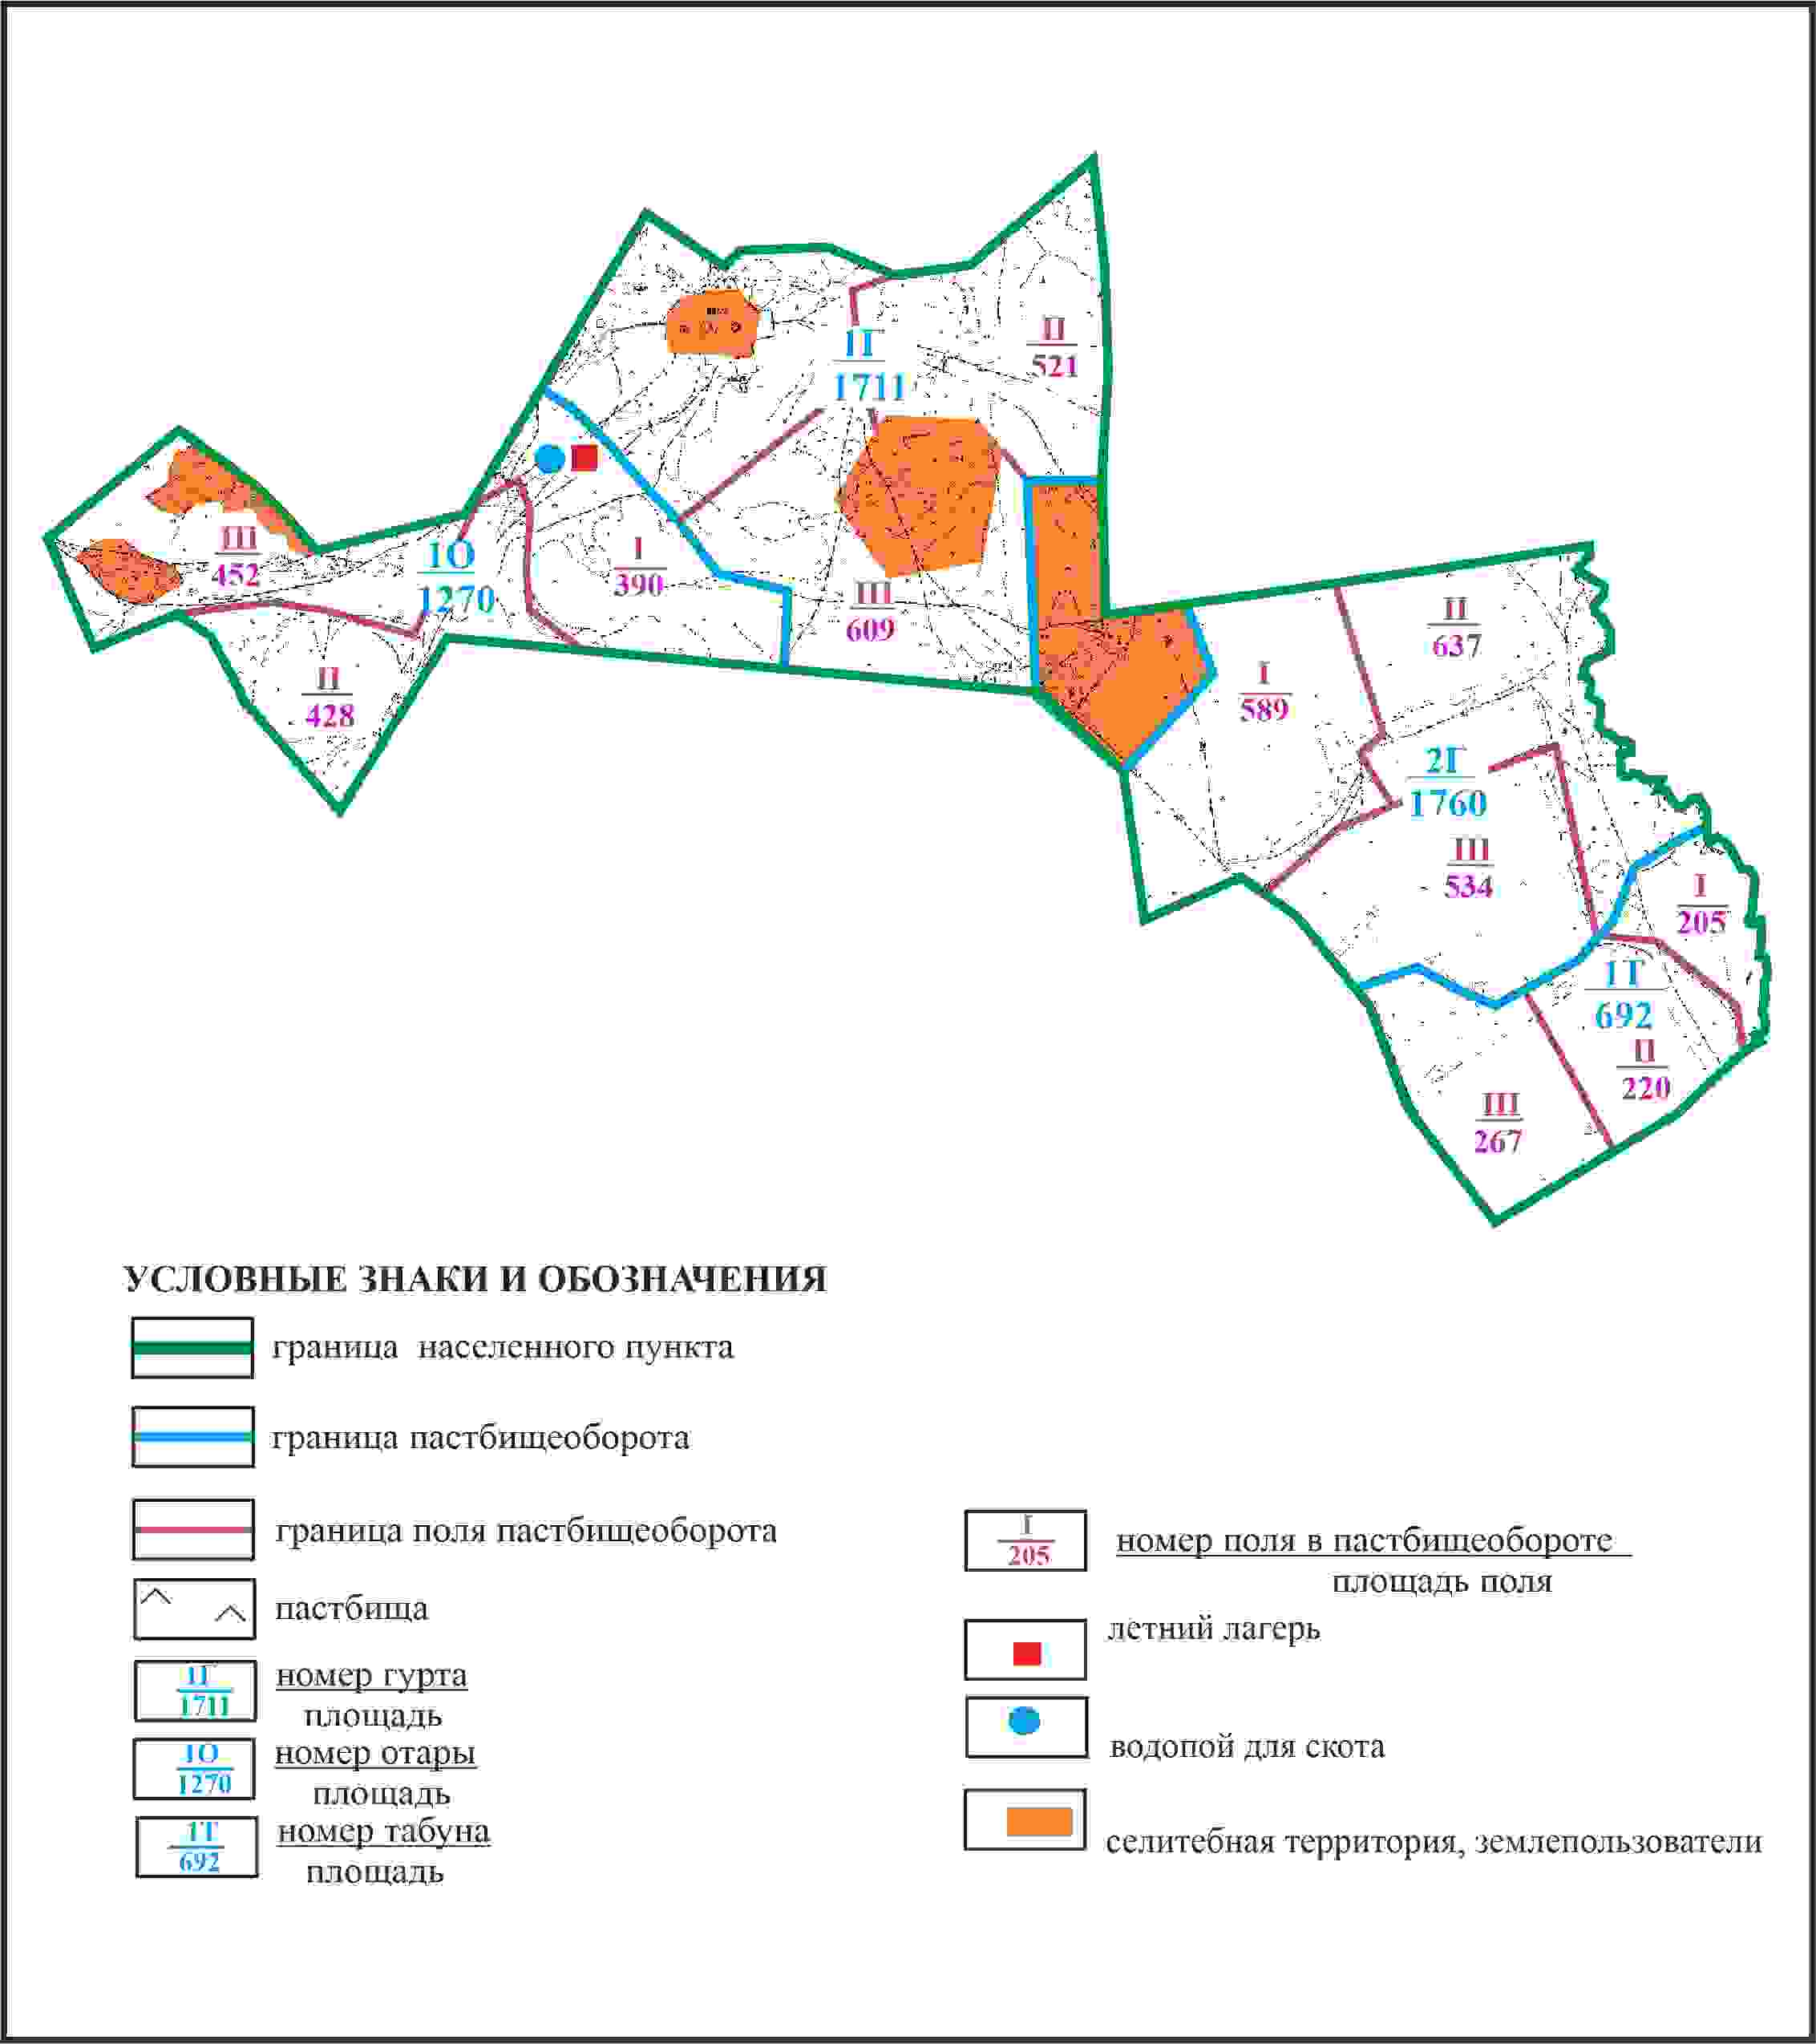 II
521
1Г
1711
III
452
1О
1270
I
390
III
609
II
428
I
589
II
637
2Г
1760
III
534
I
205
1Т
692
II
220
III
267
УСЛОВНЫЕ ЗНАКИ И ОБОЗНАЧЕНИЯ
граница населенного пункта
граница пастбищеоборота
граница поля пастбищеоборота
пастбища
1Г
1711
номер гурта
площадь
1О
1270
номер отары
площадь
1Т
692
номер табуна
площадь
I
205
номер поля в пастбищеобороте
площадь поля
летний лагерь
водопой для скота
селитебная территория, землепользователи